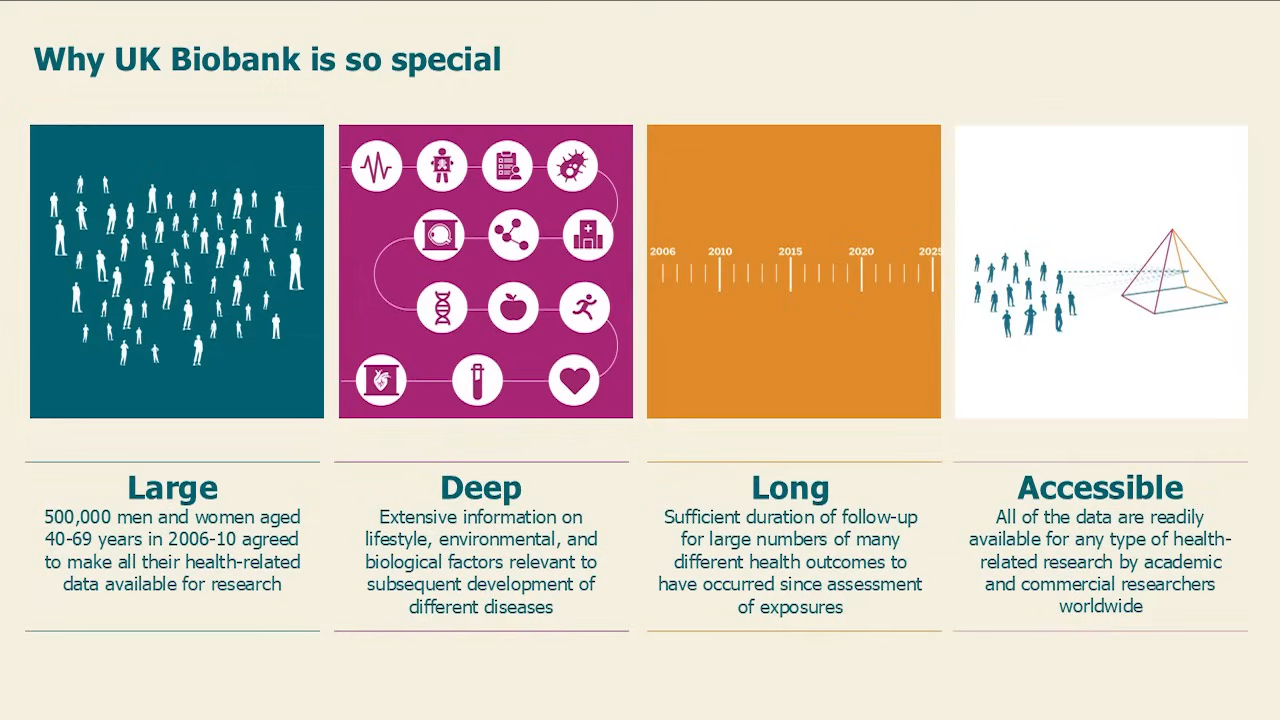 Why UK Biobank is so special
2006 2010 2015 2020 2025
Large
500,000 men and women aged
40-69 years in 2006-10 agreed
to make all their health-related
data available for research
Deep
Extensive information on
lifestyle, environmental, and
biological factors relevant to
subsequent development of
different diseases
Long
Sufficient duration of follow-up
for large numbers of many
different health outcomes to
have occurred since assessment
of exposures
Accessible
All of the data are readily
available for any type of health-
related research by academic
and commercial researchers
worldwide